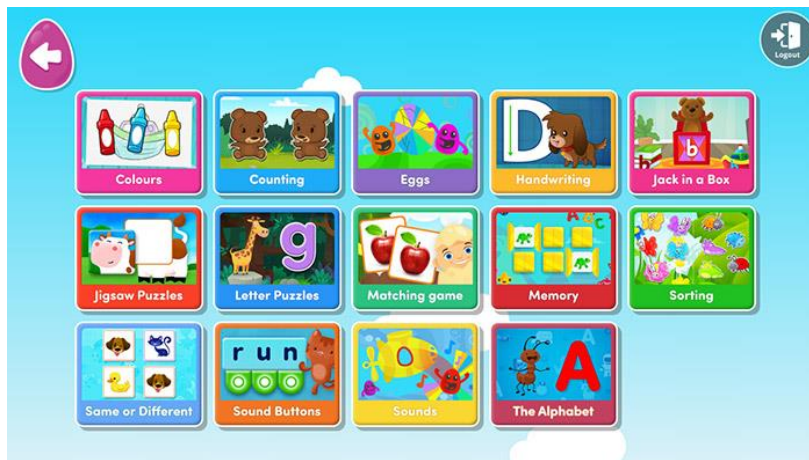 Logout
Colours
Counting
Eggs
D
Handwriting
b
Jack in a Box
Jigsaw Puzzles
g
Letter Puzzles
Matching game
A B C
Memory
Sorting
Same or Different
r u n
Sound Buttons
Sounds
A
The Alphabet